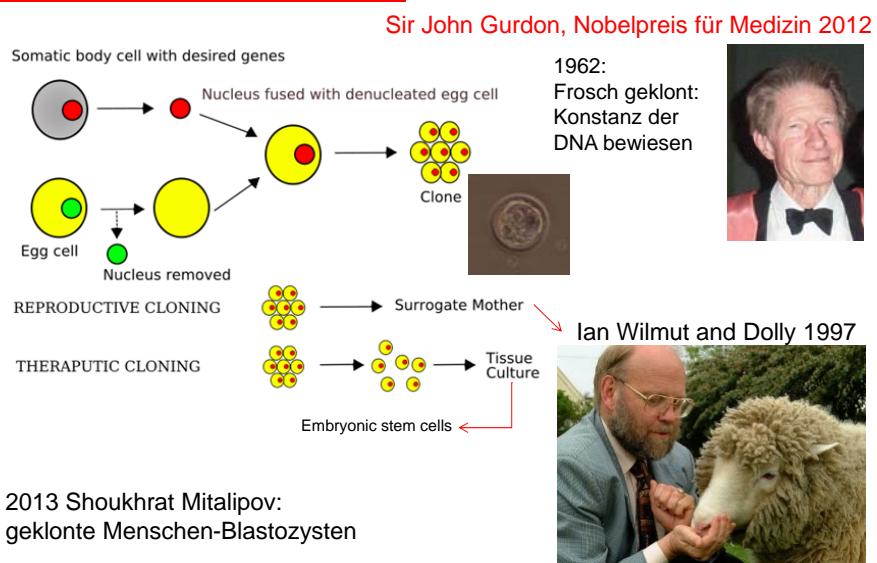 Sir John Gurdon, Nobelpreis für Medizin 2012
Somatic body cell with desired genes
Nucleus fused with denucleated egg cell
1962:
Frosch geklont:
Konstanz der
DNA bewiesen
Clone
Egg cell
Nucleus removed
REPRODUCTIVE CLONING
Surrogate Mother
Ian Wilmut and Dolly 1997
THERAPUTIC CLONING
Tissue
Culture
Embryonic stem cells
2013 Shoukhrat Mitalipov:
geklonte Menschen-Blastozysten